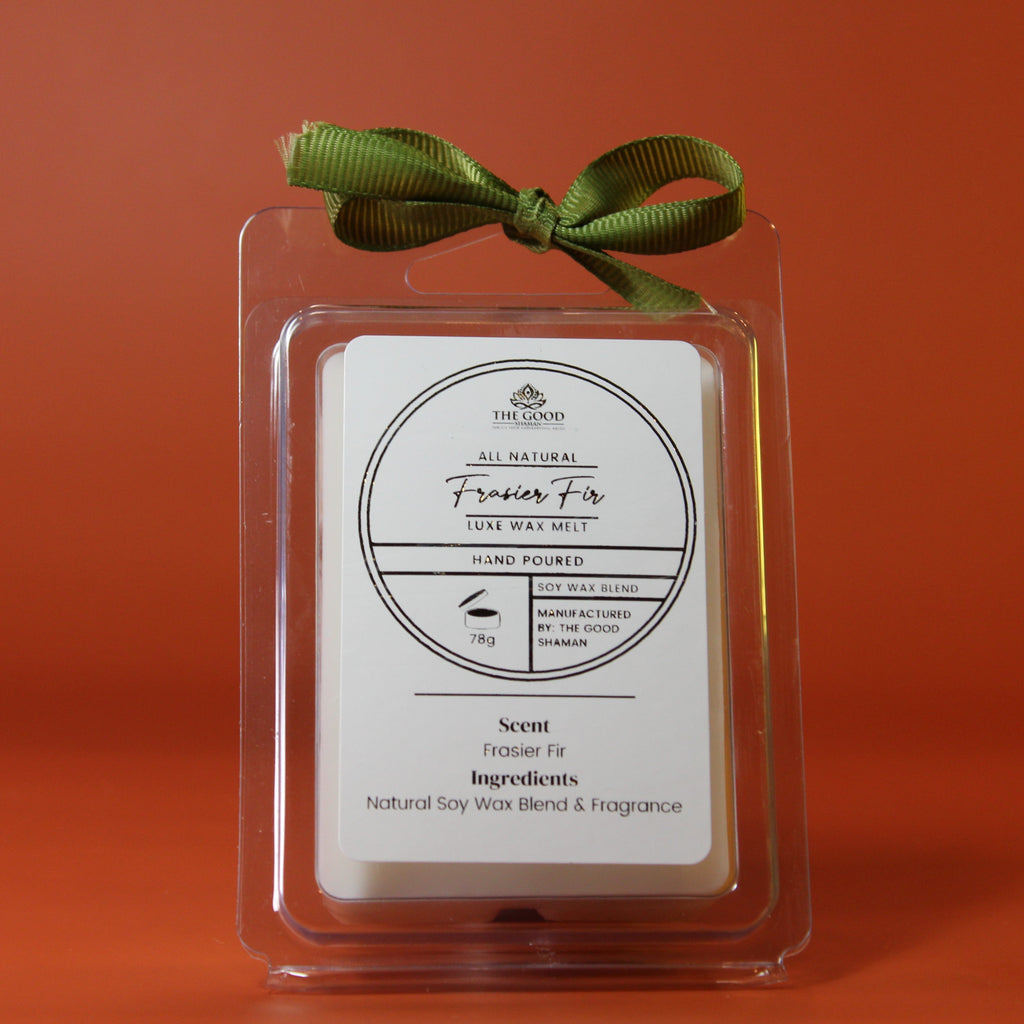 THE GOOD
SHAMAN
ALL NATURAL
Frasier Fir
LUXE WAX MELT
HAND POURED
78g
SOY WAX BLEND
MANUFACTURED
BY: THE GOOD
SHAMAN
Scent
Frasier Fir
Ingredients
Natural Soy Wax Blend & Fragrance